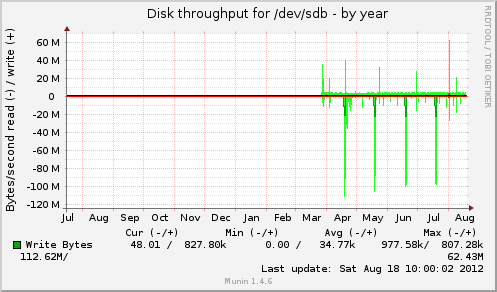 Disk throughput for /dev/sdb - by year
RRDTOOL / TOBI OETIKER
Bytes/second read (-) / write (+)
60 M
40 M
20 M
0
-20 M
-40 M
-60 M
-80 M
-100 M
-120 M
Jul Aug Sep Oct Nov Dec Jan Feb Mar Apr May Jun Jul Aug
Cur (-/+) Min (-/+) Avg (-/+) Max (-/+)
Write Bytes 48.01 / 827.80k 0.00 / 34.77k 977.58k/ 807.28k
112.62M/ 62.43M
Last update: Sat Aug 18 10:00:02 2012
Munin 1.4.6